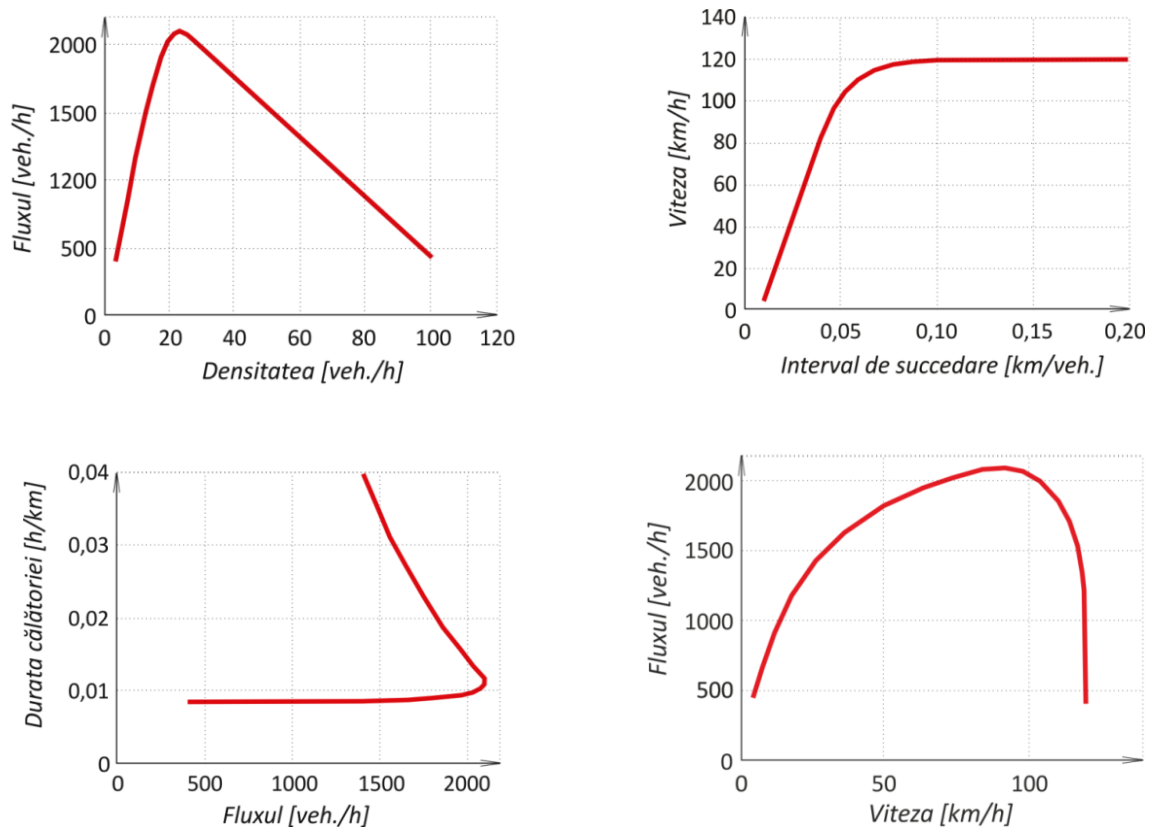 2000
1500
1200
500
0
Fluxul [veh./h]
0 20 40 60 80 100 120
Densitatea [veh./h]
140
120
100
80
60
40
20
0
Viteza [km/h]
0 0,05 0,10 0,15 0,20
Interval de succedare [km/veh.]
0,04
0,03
0,02
0,01
0
Durata călătoriei [h/km]
0 500 1000 1500 2000
Fluxul [veh./h]
2000
1500
1000
500
0
Fluxul [veh./h]
0 50 100
Viteza [km/h]